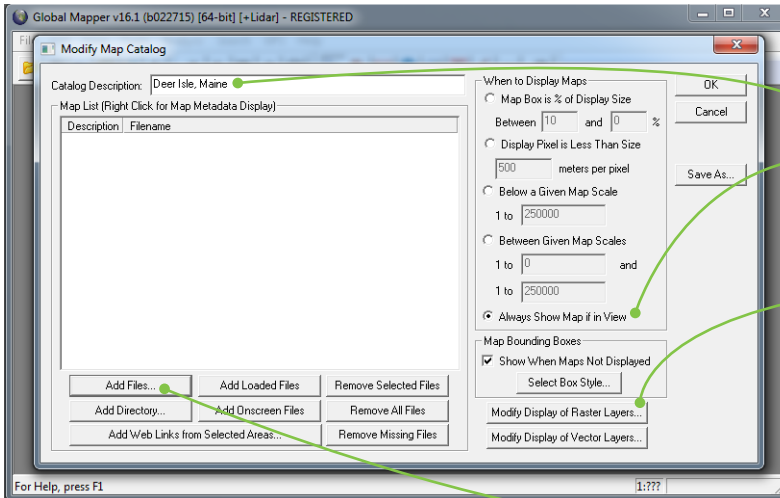 Global Mapper v16.1 (b022715) [64-bit] [+Lidar] - REGISTERED
Modify Map Catalog
Catalog Description: Deer Isle, Maine
Map List (Right Click for Map Metadata Display)
Description Filename
Add Files... Add Loaded Files Remove Selected Files
Add Directory... Add Onscreen Files Remove All Files
Add Web Links from Selected Areas... Remove Missing Files
When to Display Maps
Map Box is % of Display Size
Between 10 and 0 %
Display Pixel is Less Than Size
500 meters per pixel
Below a Given Map Scale
1 to 250000
Between Given Map Scales
1 to 0 and
1 to 250000
Always Show Map if in View
Map Bounding Boxes
Show When Maps Not Displayed
Select Box Style...
Modify Display of Raster Layers...
Modify Display of Vector Layers...
OK
Cancel
Save As...
For Help, press F1
1:???